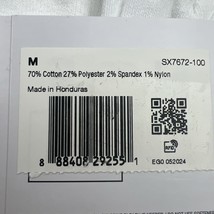 M SX7672-100
70% Cotton 27% Polyester 2% Spandex 1% Nylon
Made in Honduras
8 88408 29255 1
EG0 052024